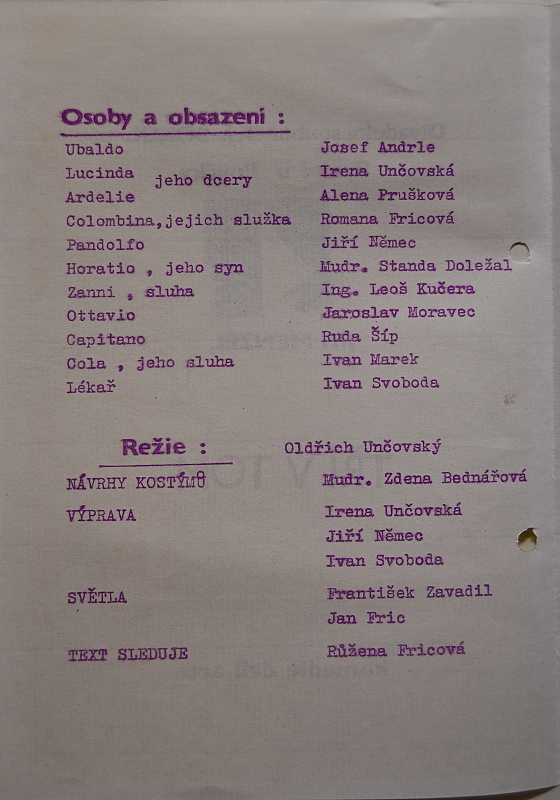 Osoby a obsazení :
Ubaldo Josef Andrle
Lucinda jeho dcery Irena Unčovská
Ardelie Alena Prušková
Colombina,jejich služka Romana Fricová
Pandolfo Jiří Němec
Horatio , jeho syn Mudr. Standa Doležal
Zanni , sluha Ing. Leoš Kučera
Ottavio Jaroslav Moravec
Capitano Ruda Šíp
Cola , jeho sluha Ivan Marek
Lékař Ivan Svoboda
Režie : Oldřich Unčovský
NÁVRHY KOSTÝMŮ Mudr. Zdena Bednářová
VÝPRAVA Irena Unčovská
Jiří Němec
Ivan Svoboda
SVĚTLA František Zavadil
Jan Fric
TEXT SLEDUJE Růžena Fricová